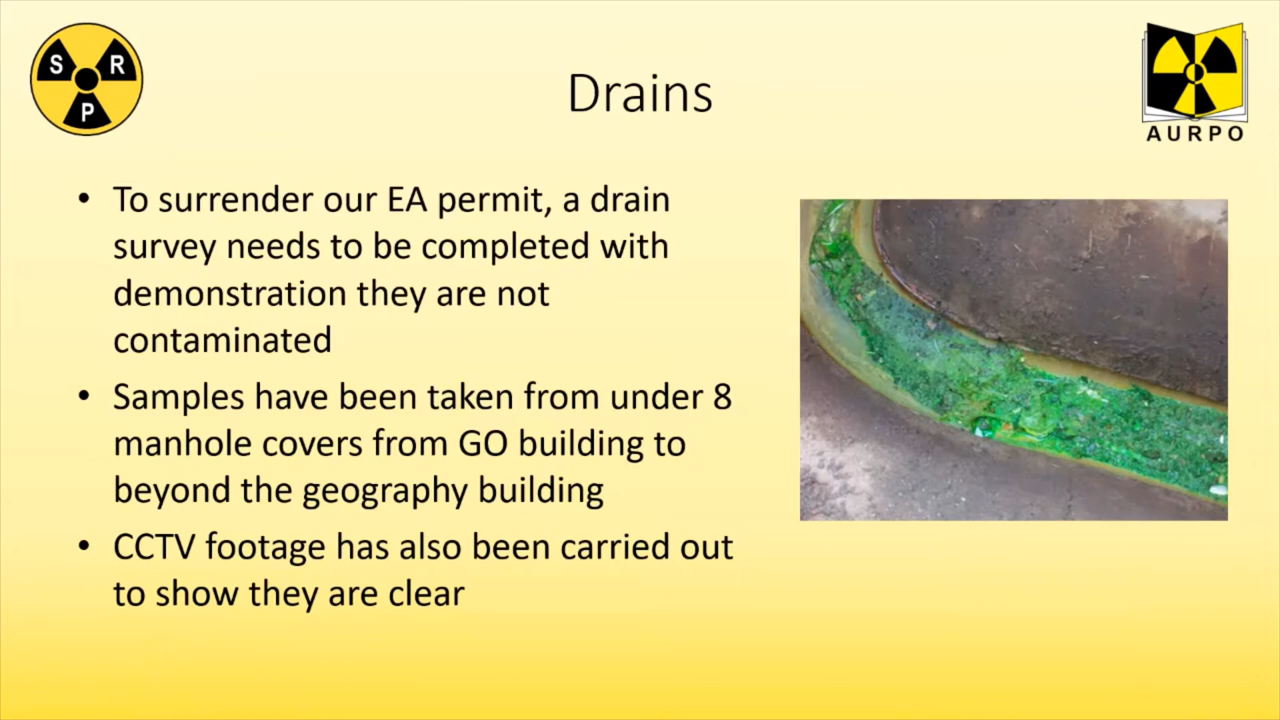 S R
P
Drains
AURPO
• To surrender our EA permit, a drain
survey needs to be completed with
demonstration they are not
contaminated
• Samples have been taken from under 8
manhole covers from GO building to
beyond the geography building
• CCTV footage has also been carried out
to show they are clear